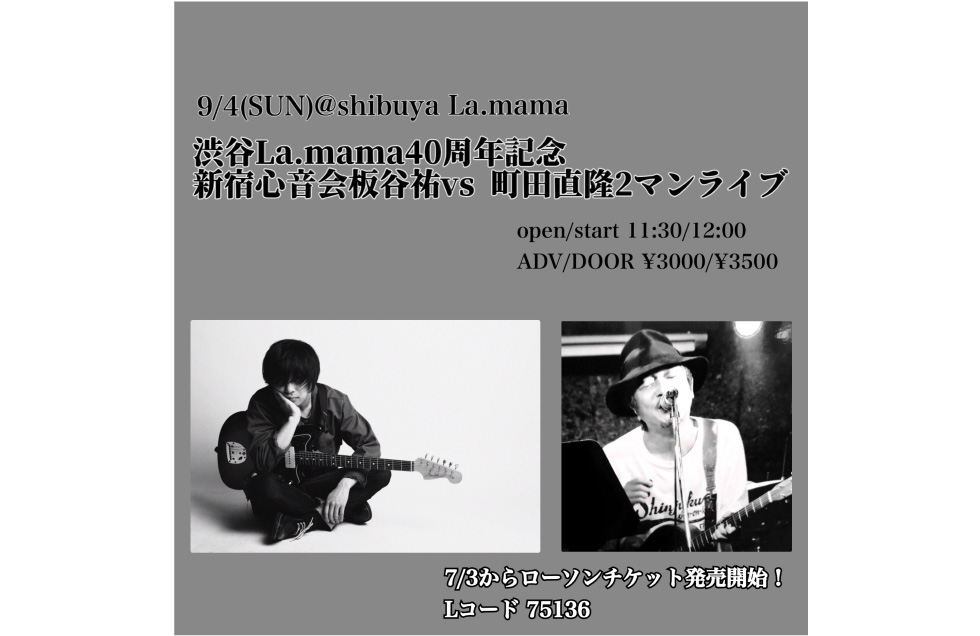 9/4(SUN)@shibuya La.mama
渋谷La.mama40周年記念
新宿心音会板谷祐vs 町田直隆2マンライブ
open/start 11:30/12:00
ADV/DOOR ¥3000/¥3500
7/3からローソンチケット発売開始！
Lコード 75136